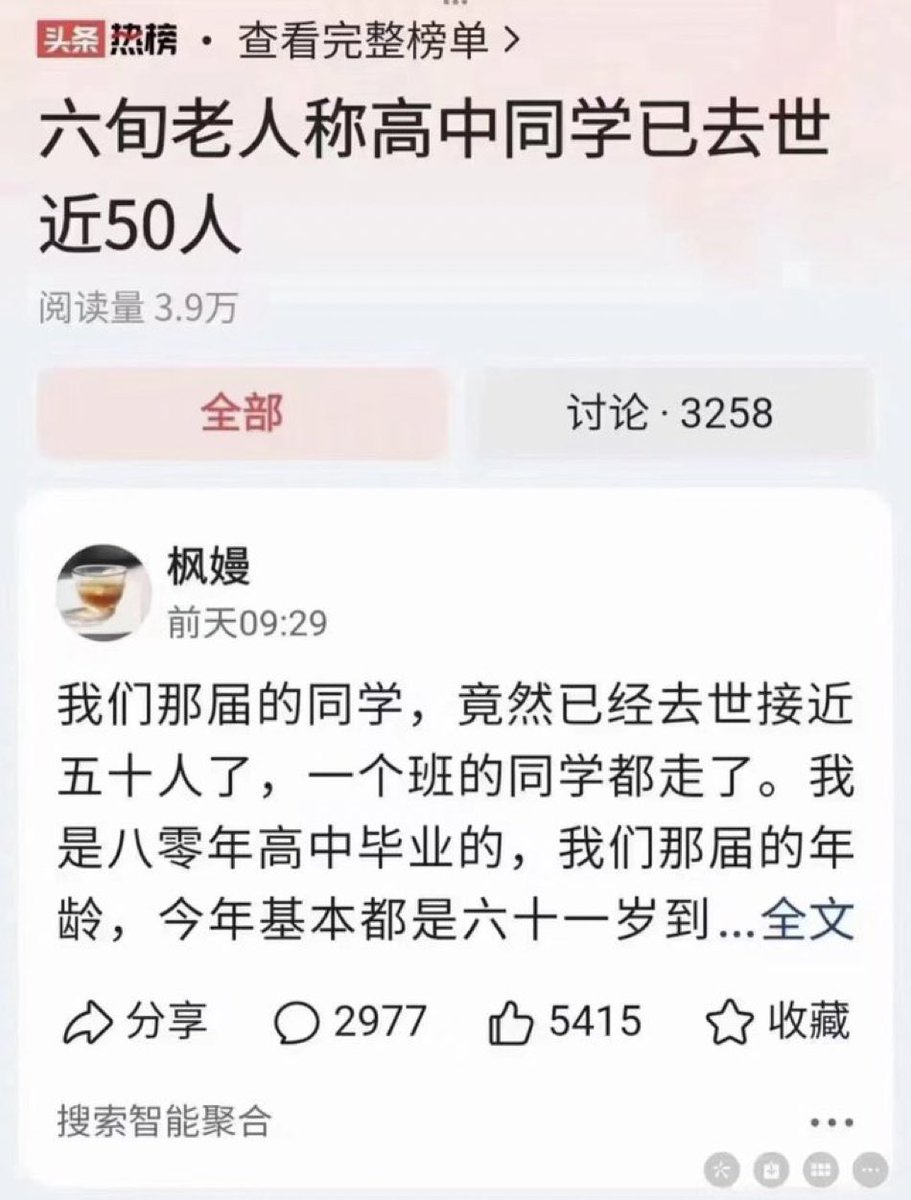 头条热榜 · 查看完整榜单 >
六旬老人称高中同学已去世
近50人
阅读量 3.9万
全部
讨论 · 3258
枫嫚
前天09:29
我们那届的同学，竟然已经去世接近
五十人了，一个班的同学都走了。我
是八零年高中毕业的，我们那届的年
龄，今年基本都是六十一岁到...全文
分享 2977 5415 收藏
搜索智能聚合